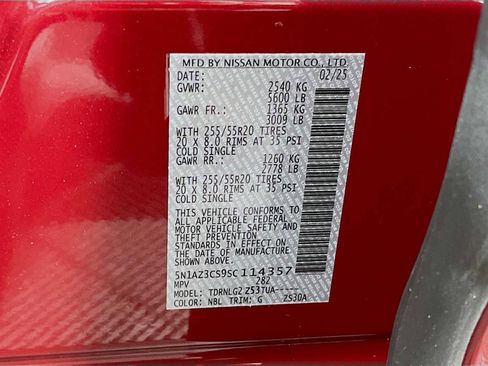 MFD BY NISSAN MOTOR CO., LTD.
DATE: 02/25
GVWR: 2540 KG
5600 LB
GAWR FR.: 1365 KG
3009 LB
WITH 255/55R20 TIRES
20 X 8.0 RIMS AT 35 PSI
COLD SINGLE
GAWR RR.: 1260 KG
2778 LB
WITH 255/55R20 TIRES
20 X 8.0 RIMS AT 35 PSI
COLD SINGLE
THIS VEHICLE CONFORMS TO
ALL APPLICABLE FEDERAL
MOTOR VEHICLE SAFETY AND
STANDARDS IN EFFECT ON THE
DATE OF MANUFACTURE
SHOWN ABOVE.
5N1AZ3CS9SC114357
MPV 282
MODEL: TDRNLG2 Z53TUA-----
COLOR: NBL TRIM: G ZS30A